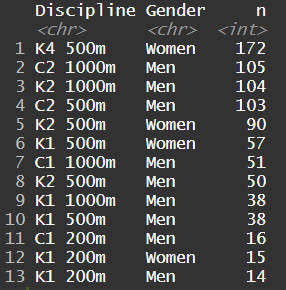 Discipline Gender n
<chr> <chr> <int>
1 K4 500m Women 172
2 C2 1000m Men 105
3 K2 1000m Men 104
4 C2 500m Men 103
5 K2 500m Women 90
6 K1 500m Women 57
7 C1 1000m Men 51
8 K2 500m Men 50
9 K1 1000m Men 38
10 K1 500m Men 38
11 C1 200m Men 16
12 K1 200m Women 15
13 K1 200m Men 14